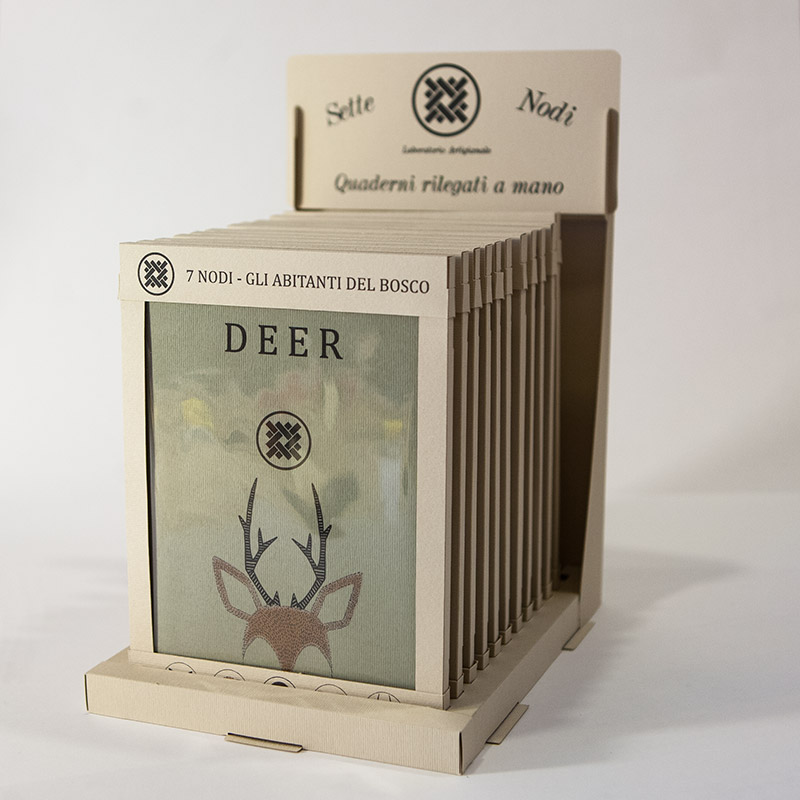 Sette Nodi
Laboratorio Artigianale
Quaderni rilegati a mano
7 NODI - GLI ABITANTI DEL BOSCO
DEER